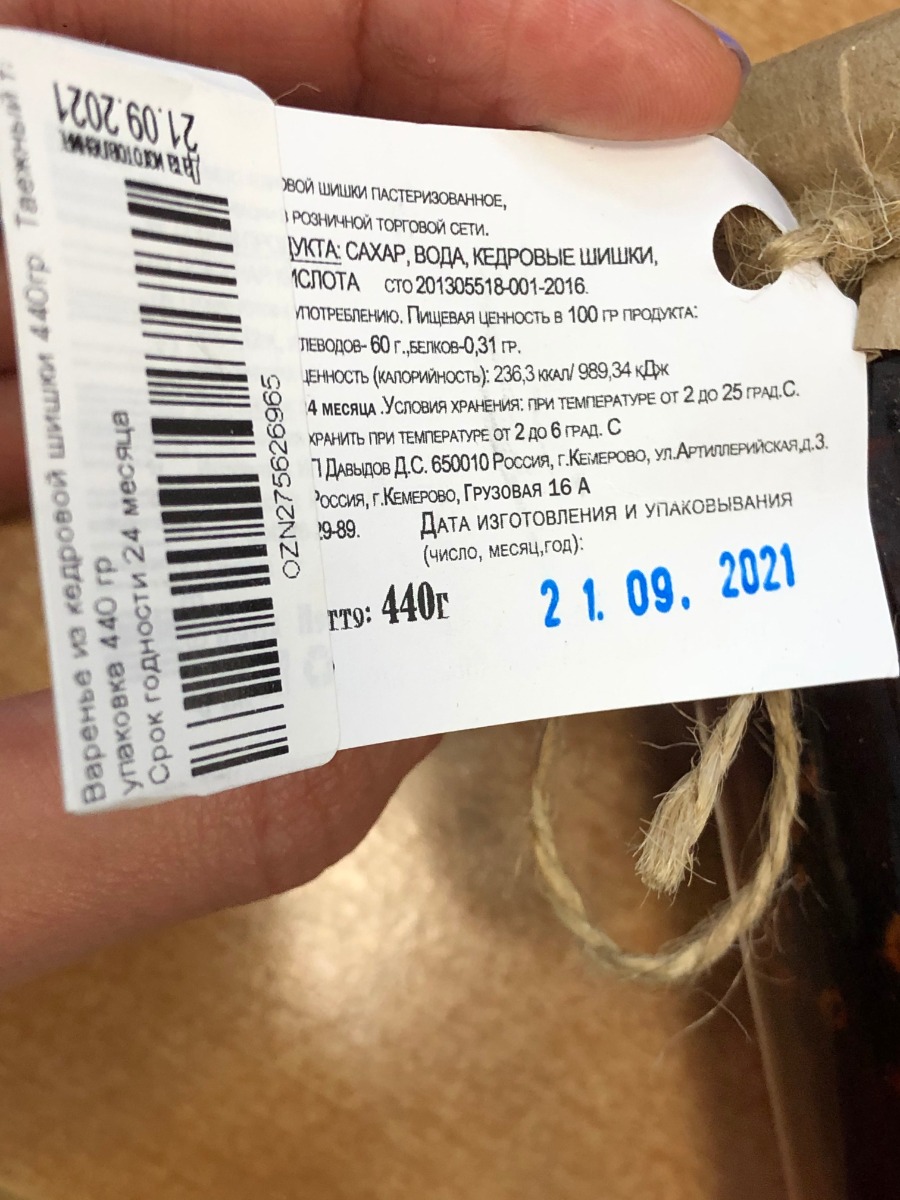 Варенье из кедровой шишки 440гр Таежный
упаковка 440 гр
Срок годности 24 месяца
OZN275626965
Дата изготовления
21.09.2021
ОВОЙ ШИШКИ ПАСТЕРИЗОВАННОЕ,
В РОЗНИЧНОЙ ТОРГОВОЙ СЕТИ.
ДУКТА: САХАР, ВОДА, КЕДРОВЫЕ ШИШКИ,
ИСЛОТА СТО 201305518-001-2016.
УПОТРЕБЛЕНИЮ. ПИЩЕВАЯ ЦЕННОСТЬ В 100 ГР ПРОДУКТА:
ГЛЕВОДОВ- 60 Г.,БЕЛКОВ-0,31 ГР.
ЦЕННОСТЬ (КАЛОРИЙНОСТЬ): 236,3 ККАЛ/ 989,34 КДЖ
4 МЕСЯЦА .УСЛОВИЯ ХРАНЕНИЯ: ПРИ ТЕМПЕРАТУРЕ ОТ 2 ДО 25 ГРАД.С.
ХРАНИТЬ ПРИ ТЕМПЕРАТУРЕ ОТ 2 ДО 6 ГРАД. С
П ДАВЫДОВ Д.С. 650010 РОССИЯ, Г.КЕМЕРОВО, УЛ.АРТИЛЛЕРИЙСКАЯ,Д.3.
РОССИЯ, Г.КЕМЕРОВО, ГРУЗОВАЯ 16 А
29-89. ДАТА ИЗГОТОВЛЕНИЯ И УПАКОВЫВАНИЯ
(ЧИСЛО, МЕСЯЦ,ГОД):
ТТЭ: 440Г 21. 09. 2021